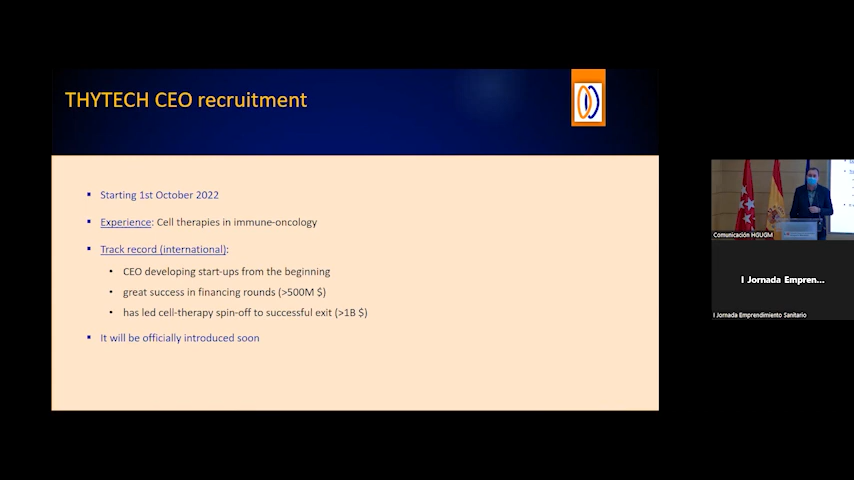 THYTECH CEO recruitment
Starting 1st October 2022
Experience: Cell therapies in immune-oncology
Track record (international):
CEO developing start-ups from the beginning
great success in financing rounds (>500M $)
has led cell-therapy spin-off to successful exit (>1B $)
It will be officially introduced soon
Comunicación HGUGM
I Jornada Empren...
I Jornada Emprendimiento Sanitario